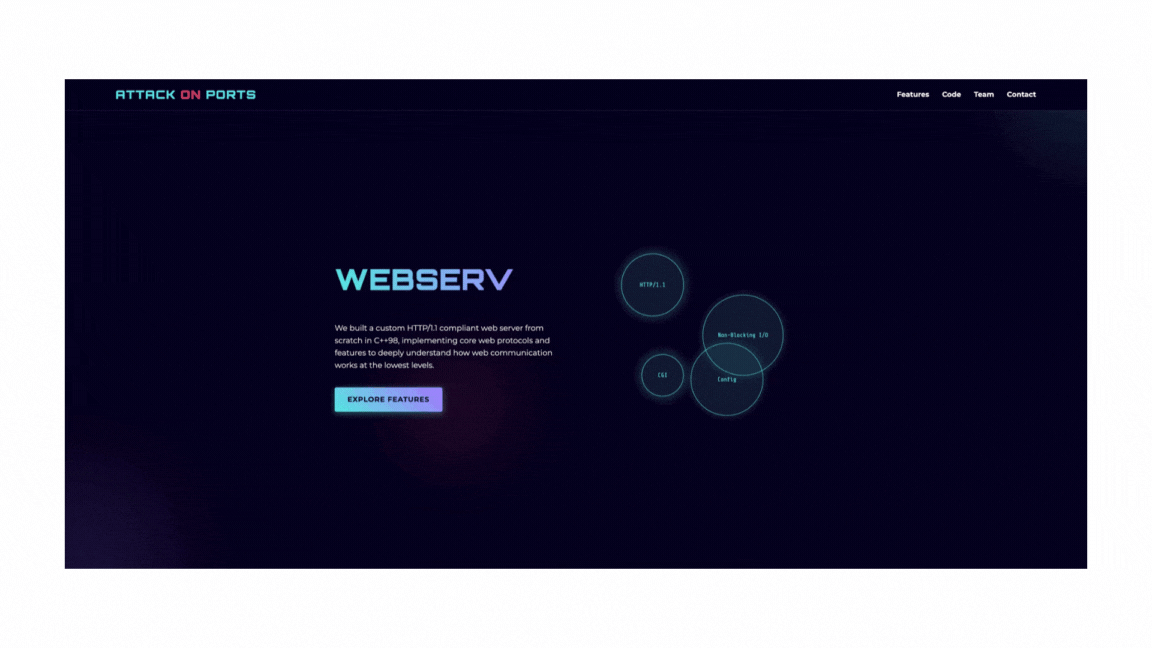 ATTACK ON PORTS
Features Code Team Contact
WEBSERV
We built a custom HTTP/1.1 compliant web server from
scratch in C++98, implementing core web protocols and
features to deeply understand how web communication
works at the lowest levels.
EXPLORE FEATURES
HTTP/1.1
Non-Blocking I/O
CGI
Config